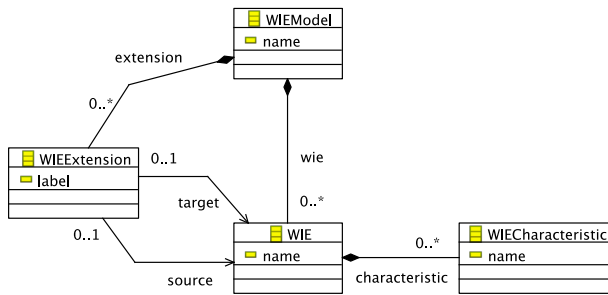 WIEModel
name
extension
0..*
WIEExtension
label
0..1
target
wie
0..*
0..1
source
WIE
name
0..*
characteristic
WIECharacteristic
name